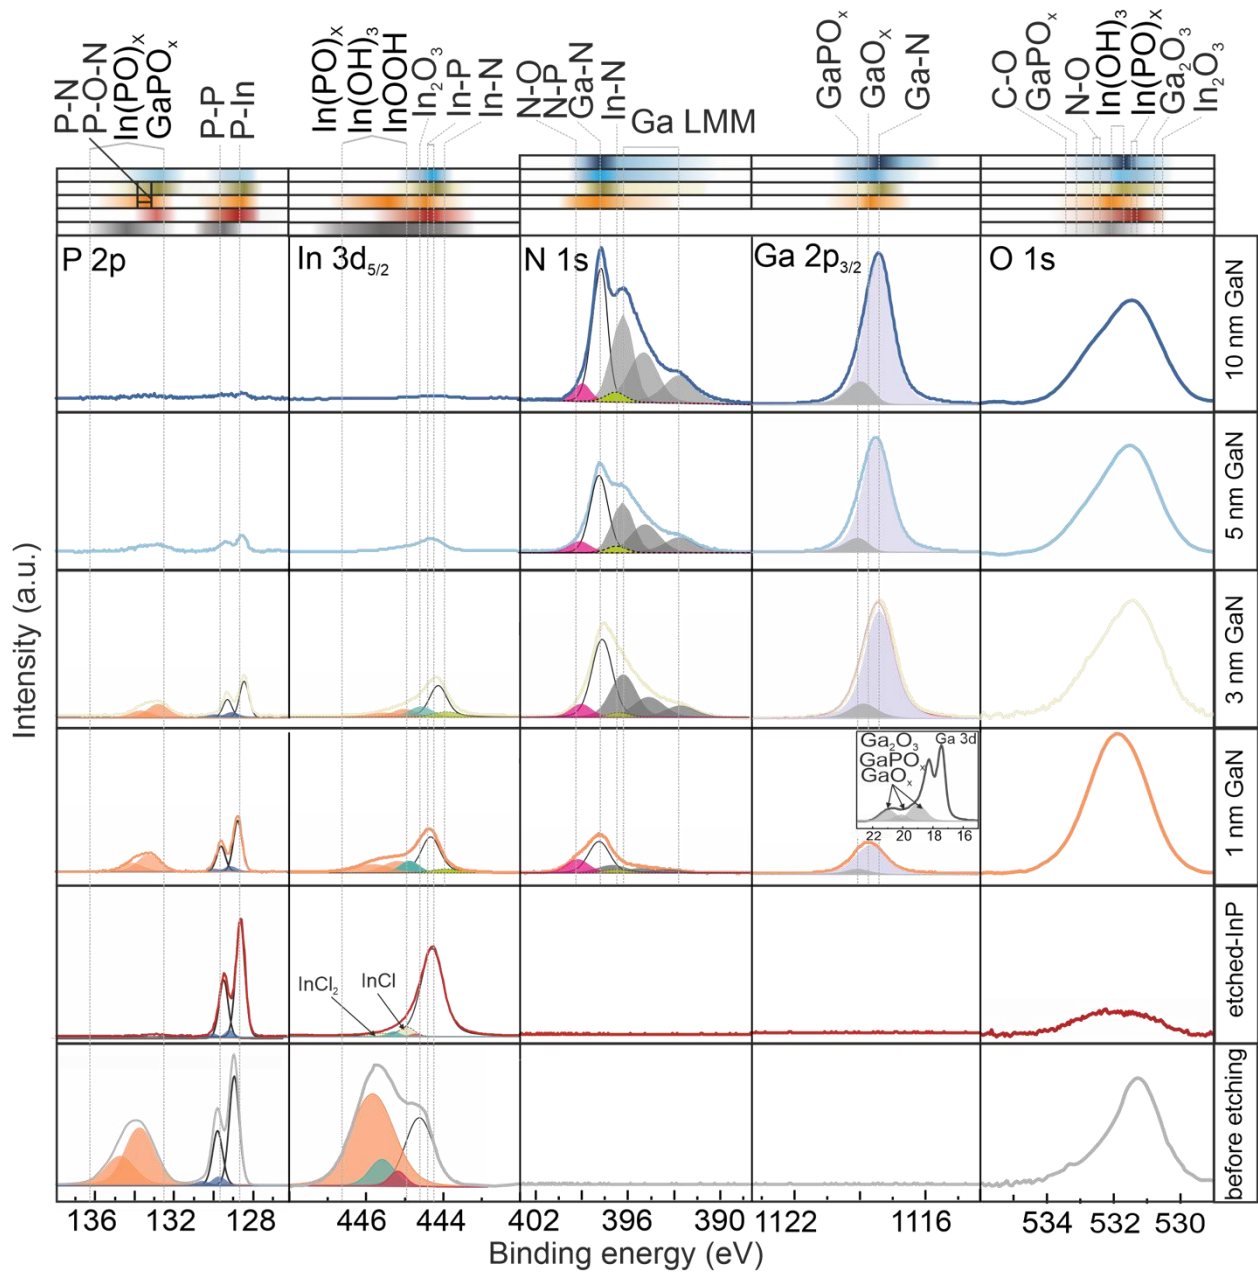 P-N
P-O-N
In(PO)ₓ
GaPOₓ
P-P
P-In
In(PO)ₓ
In(OH)₃
InOOH
In₂O₃
In-P
In-N
N-O
N-P
Ga-N
In-N
Ga LMM
GaPOₓ
GaOₓ
Ga-N
C-O
GaPOₓ
N-O
In(OH)₃
In(PO)ₓ
Ga₂O₃
In₂O₃
P 2p
In 3d₅/₂
N 1s
Ga 2p₃/₂
O 1s
10 nm GaN
5 nm GaN
3 nm GaN
1 nm GaN
Ga₂O₃ Ga 3d
GaPOₓ
GaOₓ
22 20 18 16
etched-InP
InCl₂
InCl
before etching
Intensity (a.u.)
136 132 128 446 444 402 396 390 1122 1116 534 532 530
Binding energy (eV)